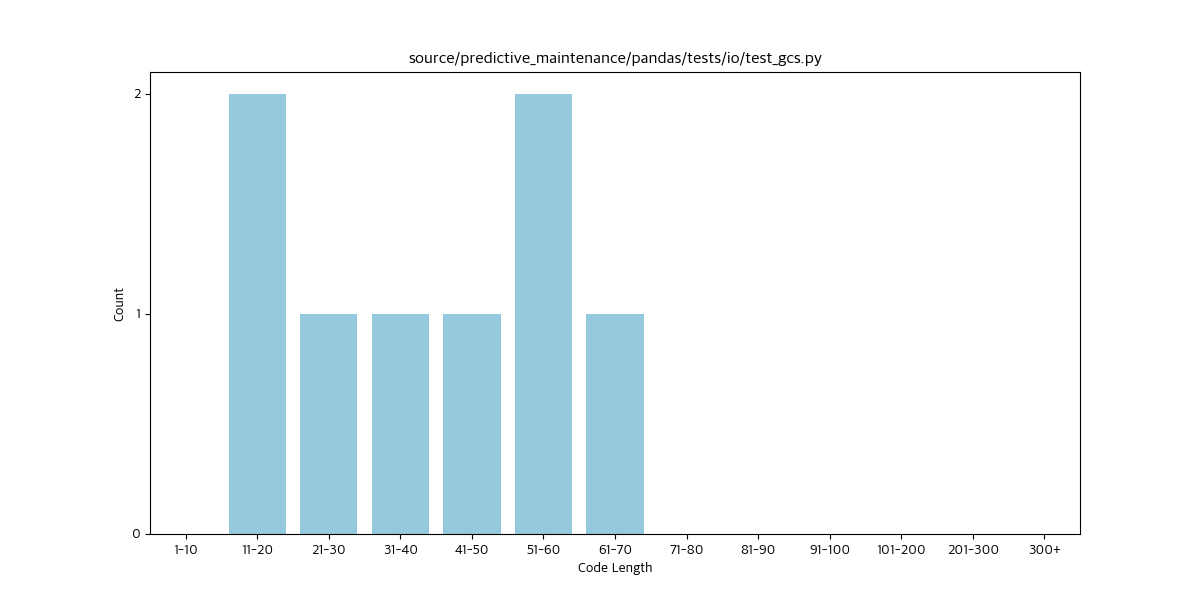 source/predictive_maintenance/pandas/tests/io/test_gcs.py
Count
2
1
0
1-10 11-20 21-30 31-40 41-50 51-60 61-70 71-80 81-90 91-100 101-200 201-300 300+
Code Length